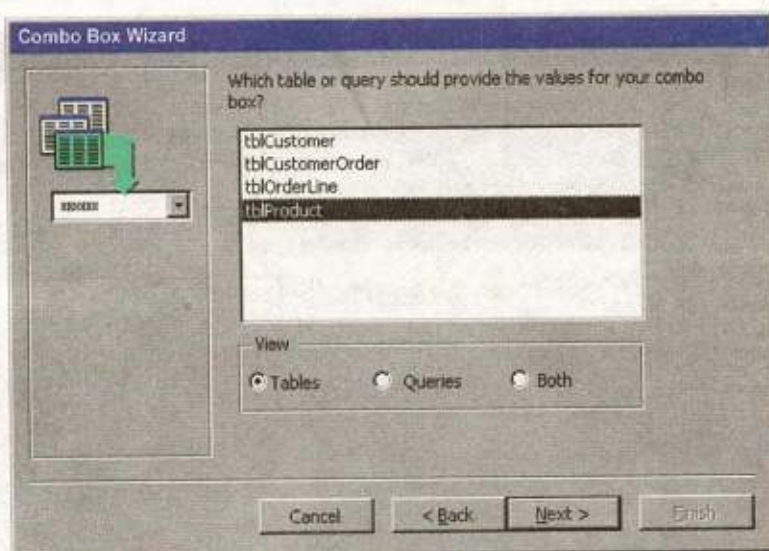 Combo Box Wizard
Which table or query should provide the values for your combo
box?
tblCustomer
tblCustomerOrder
tblOrderLine
tblProduct
View
Tables
Queries
Both
Cancel
< Back
Next >
Finish